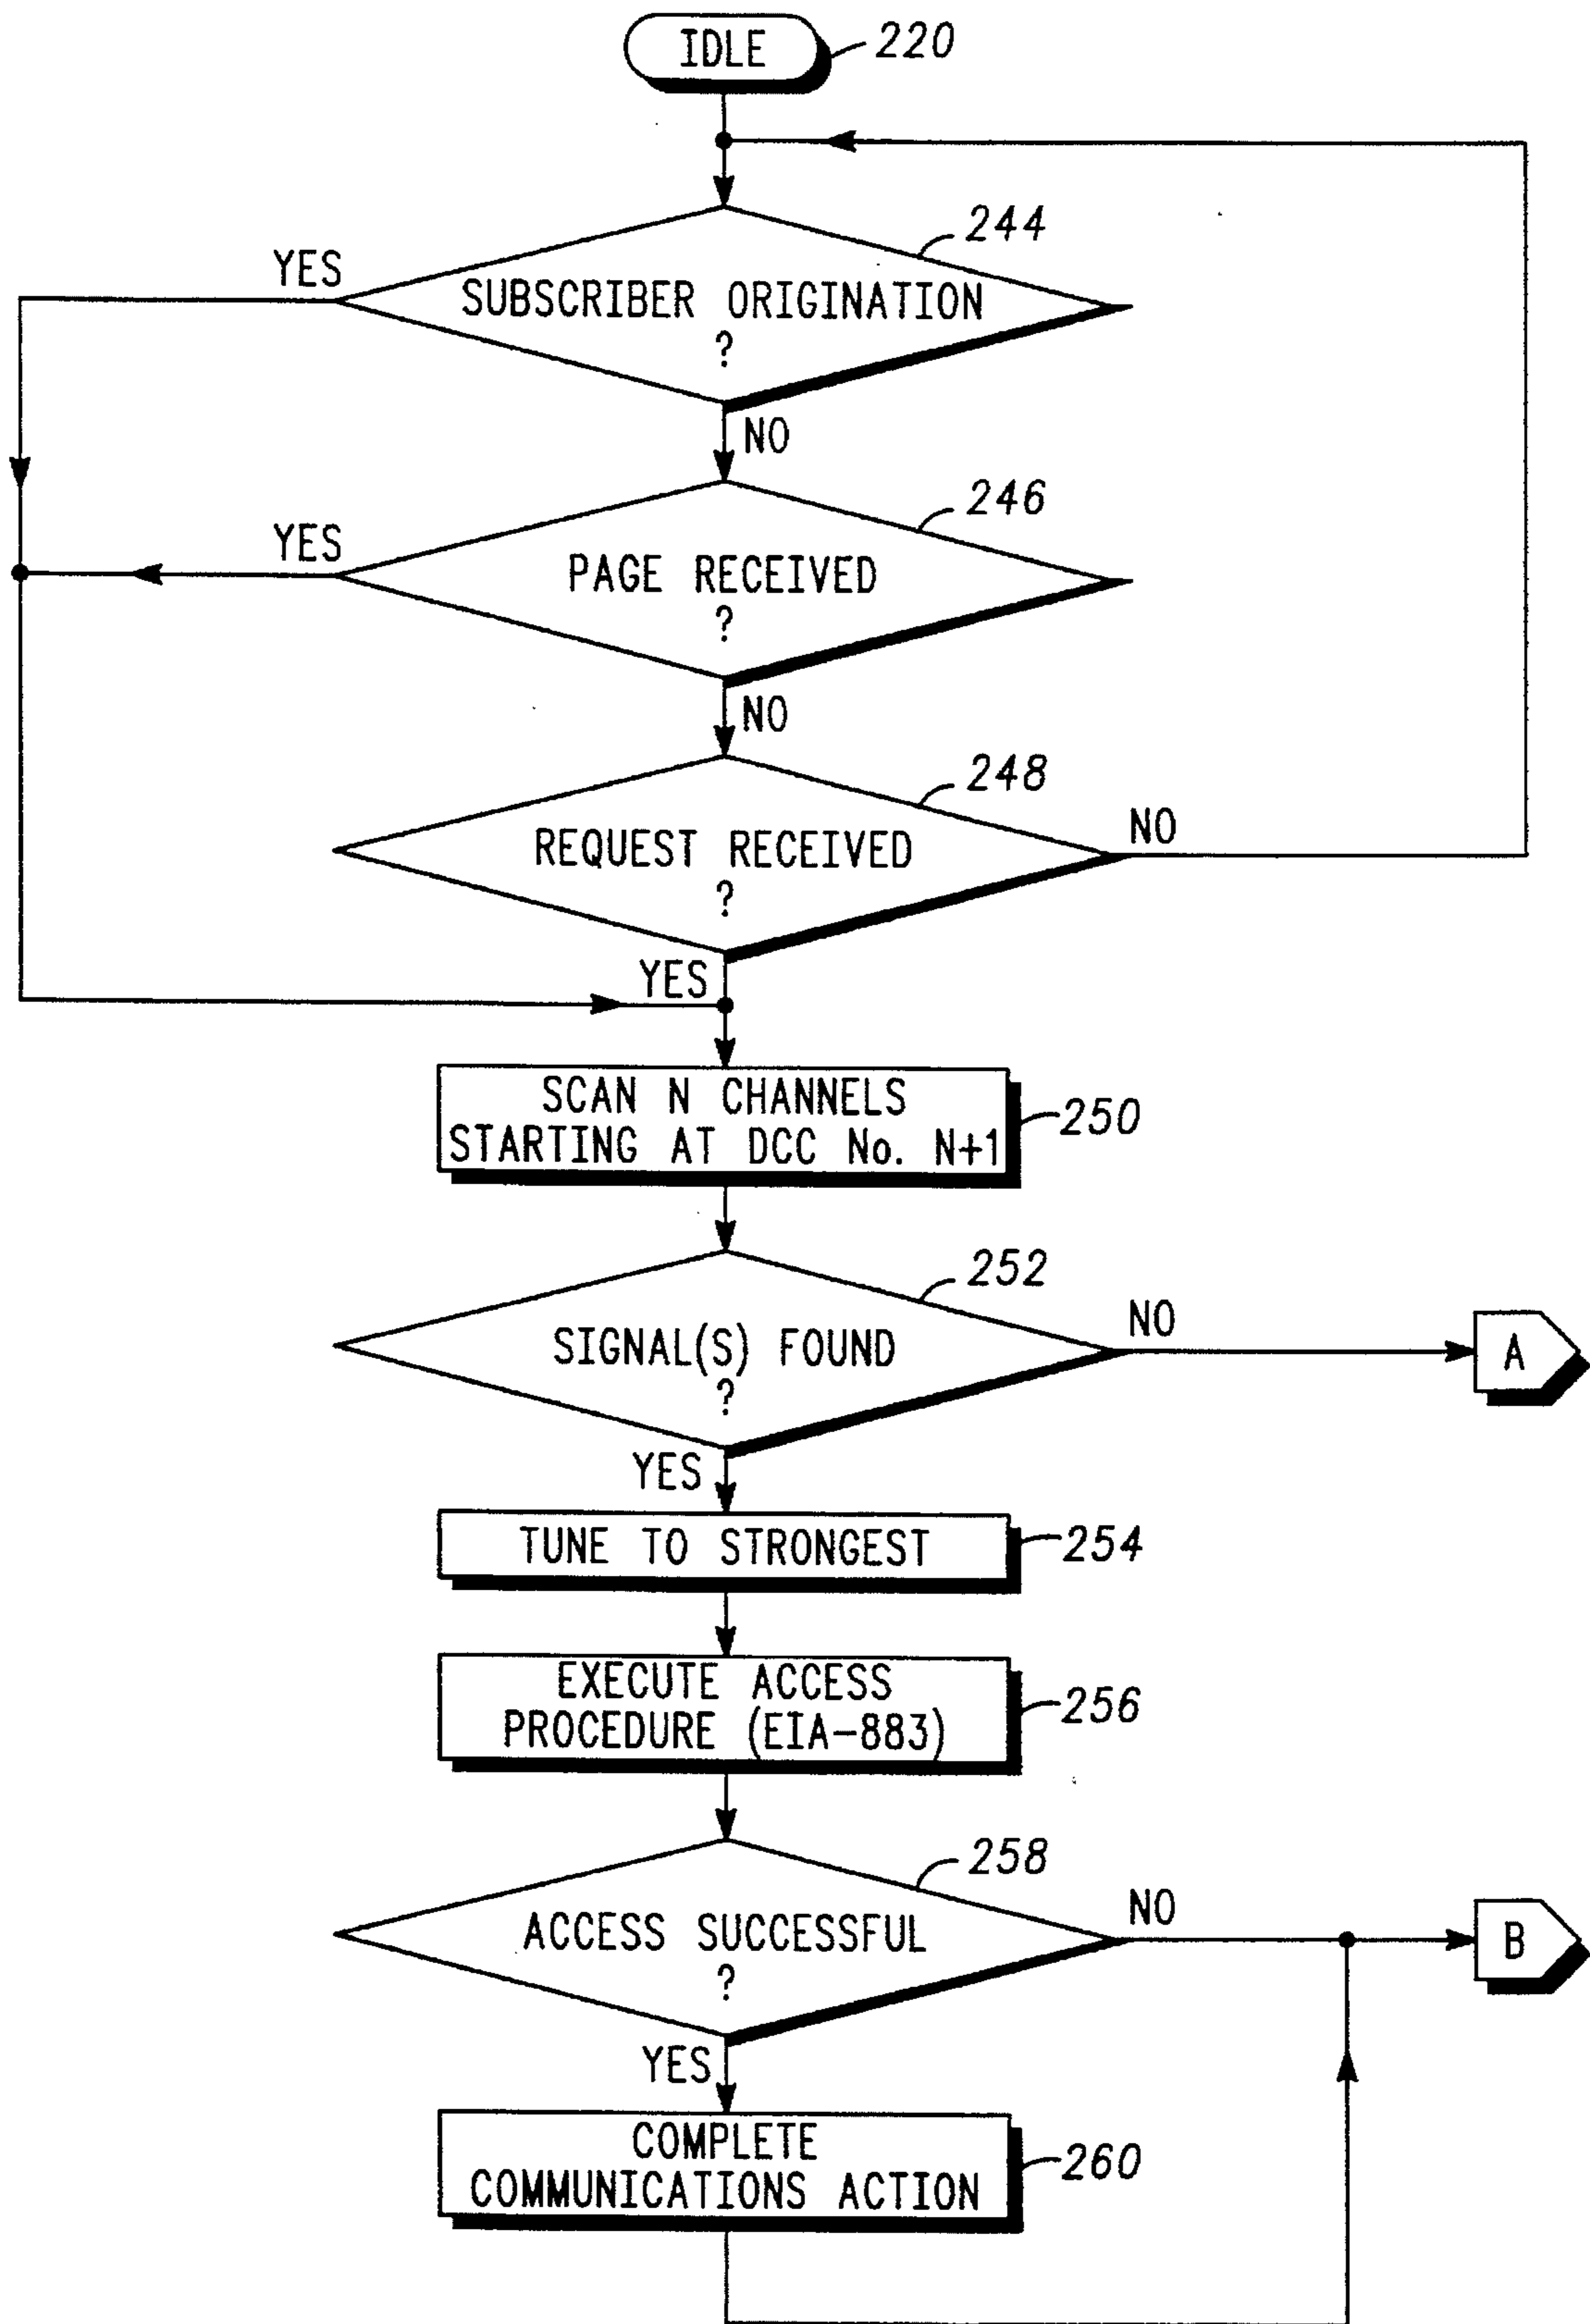 IDLE
220
244
YES
SUBSCRIBER ORIGINATION
?
NO
246
YES
PAGE RECEIVED
?
NO
248
NO
REQUEST RECEIVED
?
YES
SCAN N CHANNELS
STARTING AT DCC No. N+1
250
252
NO
SIGNAL(S) FOUND
?
A
YES
TUNE TO STRONGEST
254
EXECUTE ACCESS
PROCEDURE (EIA-883)
256
258
NO
ACCESS SUCCESSFUL
?
B
YES
COMPLETE
COMMUNICATIONS ACTION
260